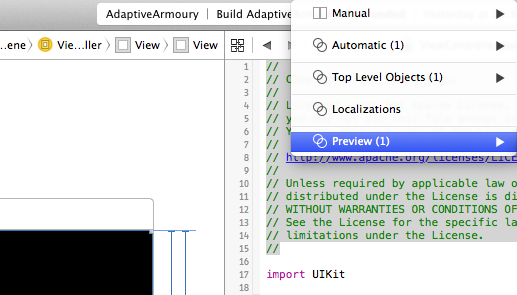 AdaptiveArmoury
Build Adaptiv
Manual
...ene
Vie...ller
View
View
Automatic (1)
Top Level Objects (1)
Localizations
Preview (1)
1 //
2 //
3 //
4 //
5 //
6 //
7 //
8 // http://www.apache.org/licenses/LICE
9 //
10 // Unless required by applicable law o
11 // distributed under the License is di
12 // WITHOUT WARRANTIES OR CONDITIONS OF
13 // See the License for the specific la
14 // limitations under the License.
15 //
16
17 import UIKit
18